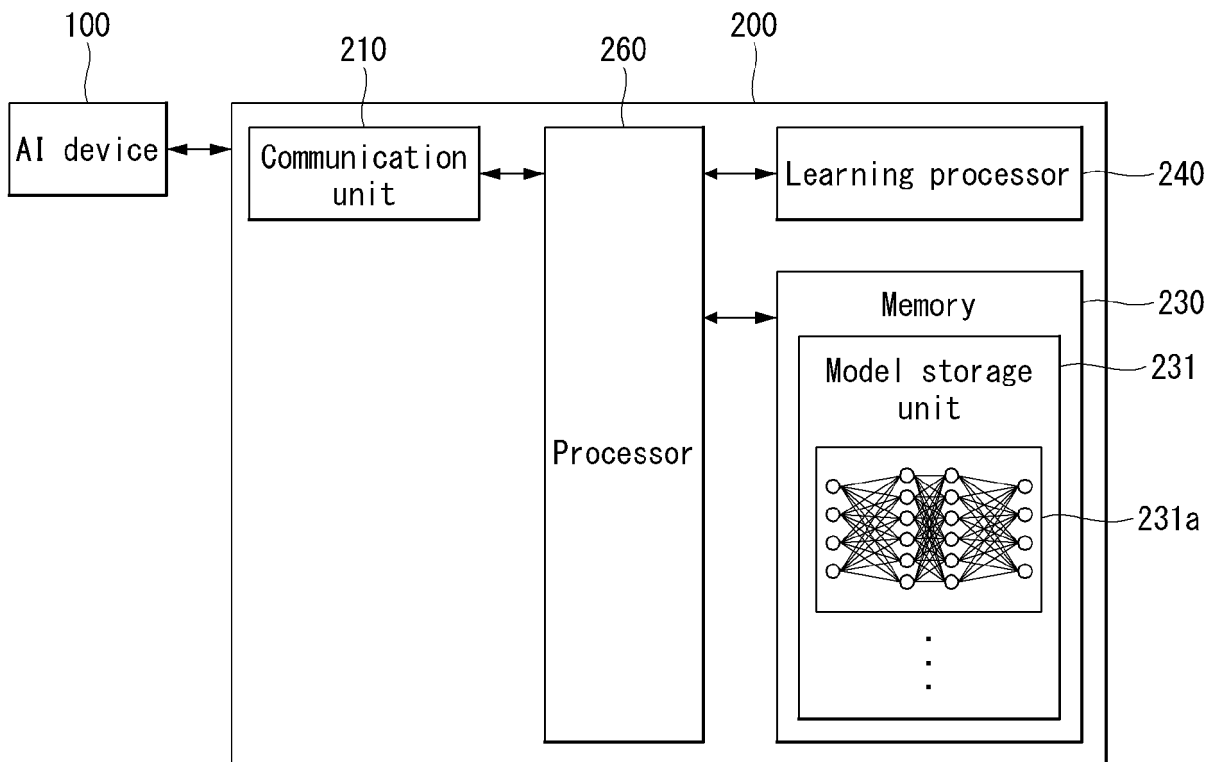 100
210
260
200
AI device
Communication
unit
Learning processor
240
Memory
230
Model storage
unit
231
Processor
231a